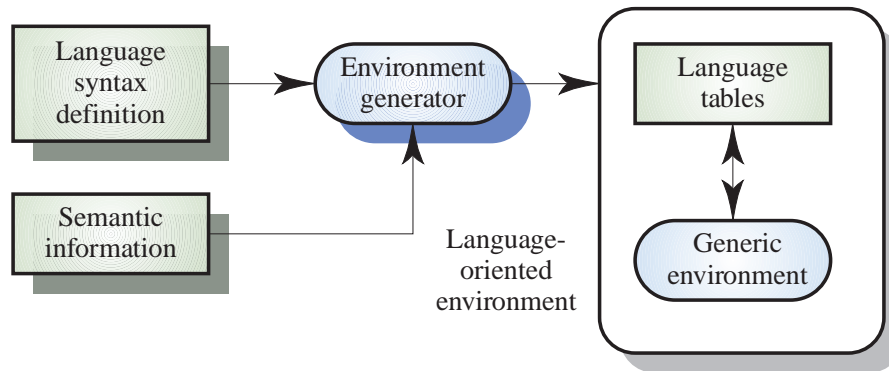 Language
syntax
definition
Environment
generator
Language
tables
Semantic
information
Language-
oriented
environment
Generic
environment